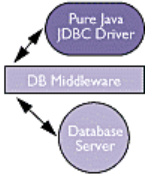 Pure Java
JDBC Driver
DB Middleware
Database
Server